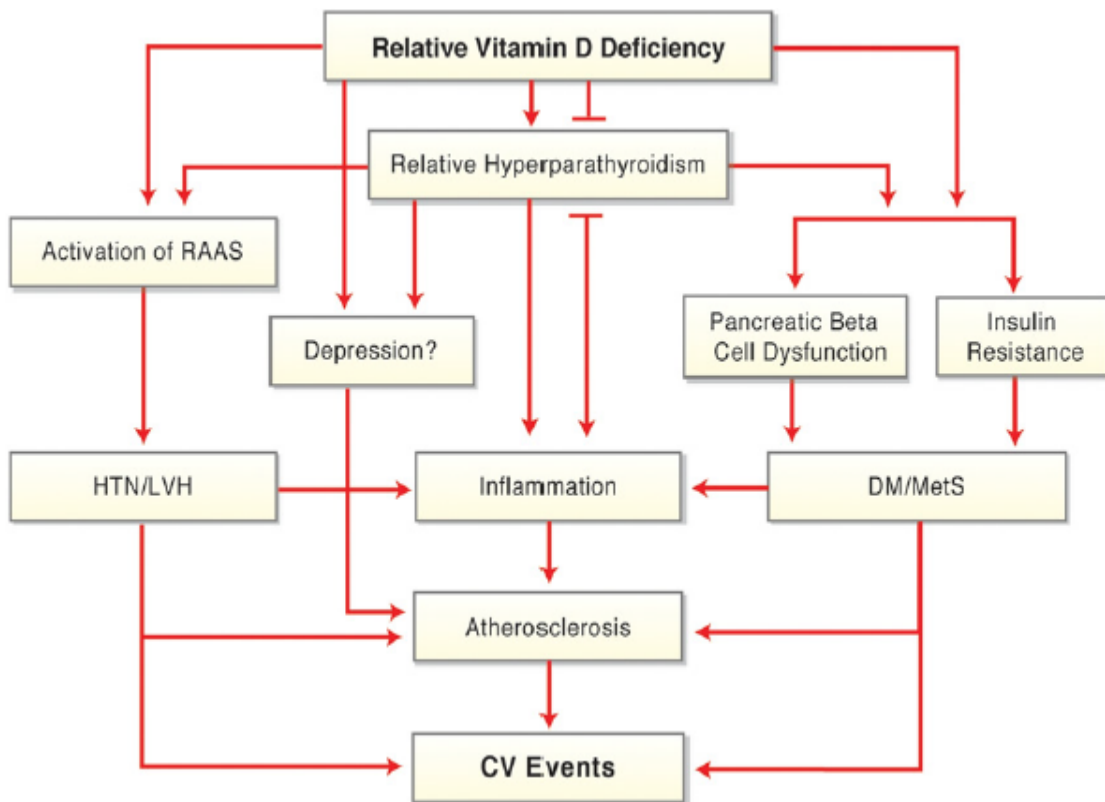 Relative Vitamin D Deficiency
Relative Hyperparathyroidism
Activation of RAAS
Depression?
Pancreatic Beta
Cell Dysfunction
Insulin
Resistance
HTN/LVH
Inflammation
DM/MetS
Atherosclerosis
CV Events